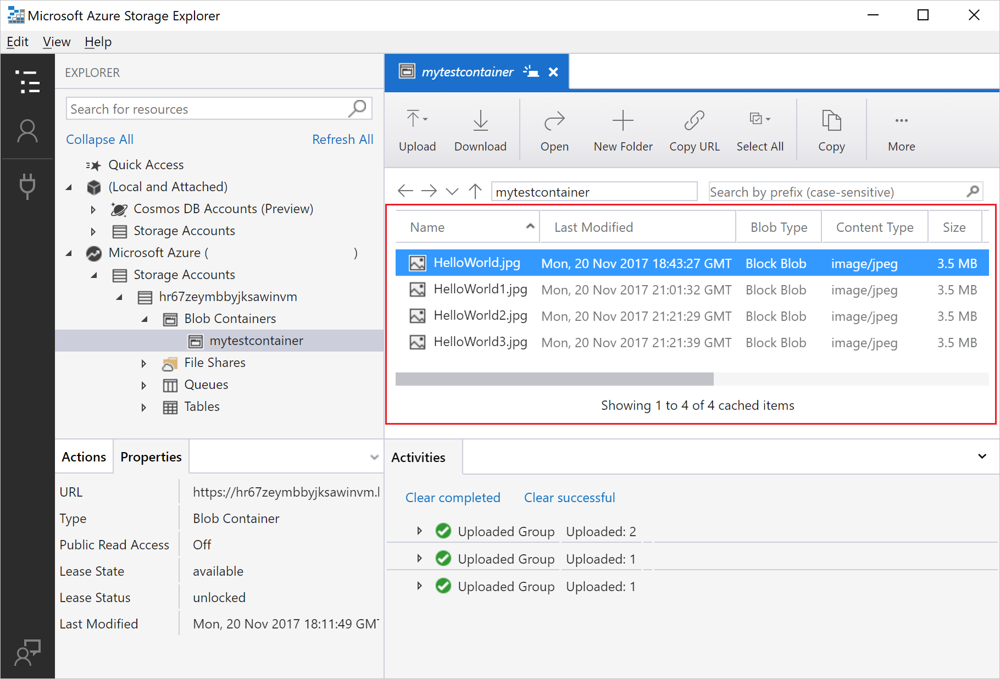 Microsoft Azure Storage Explorer
Edit View Help
EXPLORER
Search for resources
Collapse All Refresh All
Quick Access
(Local and Attached)
Cosmos DB Accounts (Preview)
Storage Accounts
Microsoft Azure ( )
Storage Accounts
hr67zeymbbyjksawinvm
Blob Containers
mytestcontainer
File Shares
Queues
Tables
Actions Properties
URL https://hr67zeymbbyjksawinvm.
Type Blob Container
Public Read Access Off
Lease State available
Lease Status unlocked
Last Modified Mon, 20 Nov 2017 18:11:49 GM
mytestcontainer
Upload Download Open New Folder Copy URL Select All Copy More
mytestcontainer Search by prefix (case-sensitive)
Name Last Modified Blob Type Content Type Size
HelloWorld.jpg Mon, 20 Nov 2017 18:43:27 GMT Block Blob image/jpeg 3.5 MB
HelloWorld1.jpg Mon, 20 Nov 2017 21:01:32 GMT Block Blob image/jpeg 3.5 MB
HelloWorld2.jpg Mon, 20 Nov 2017 21:21:29 GMT Block Blob image/jpeg 3.5 MB
HelloWorld3.jpg Mon, 20 Nov 2017 21:21:39 GMT Block Blob image/jpeg 3.5 MB
Showing 1 to 4 of 4 cached items
Activities
Clear completed Clear successful
Uploaded Group Uploaded: 2
Uploaded Group Uploaded: 1
Uploaded Group Uploaded: 1